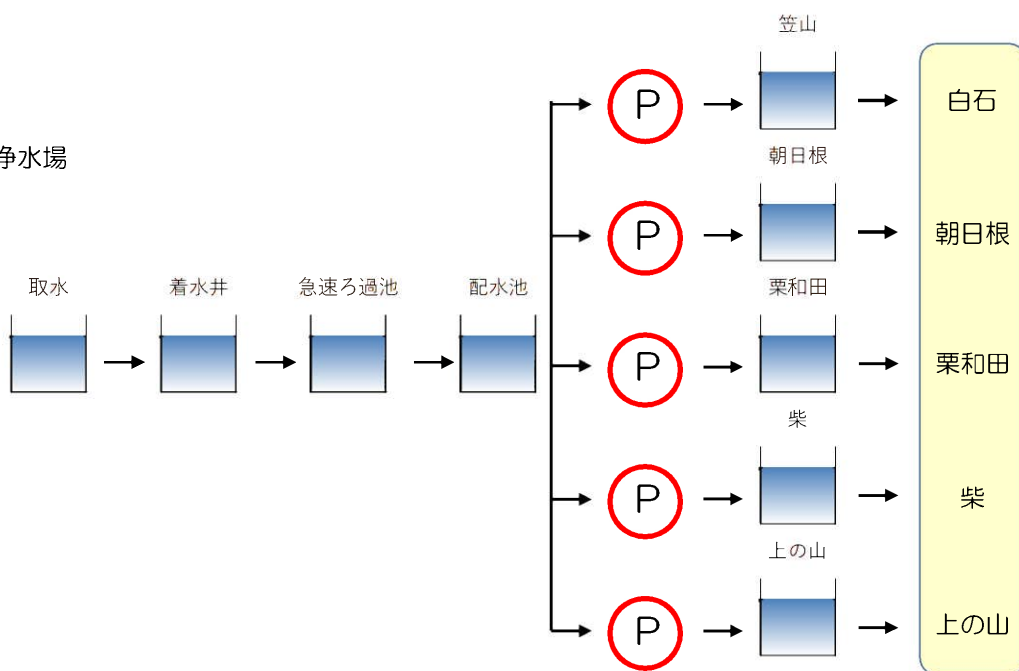 浄水場
取水
着水井
急速ろ過池
配水池
P
笠山
白石
P
朝日根
朝日根
P
栗和田
栗和田
P
柴
柴
P
上の山
上の山